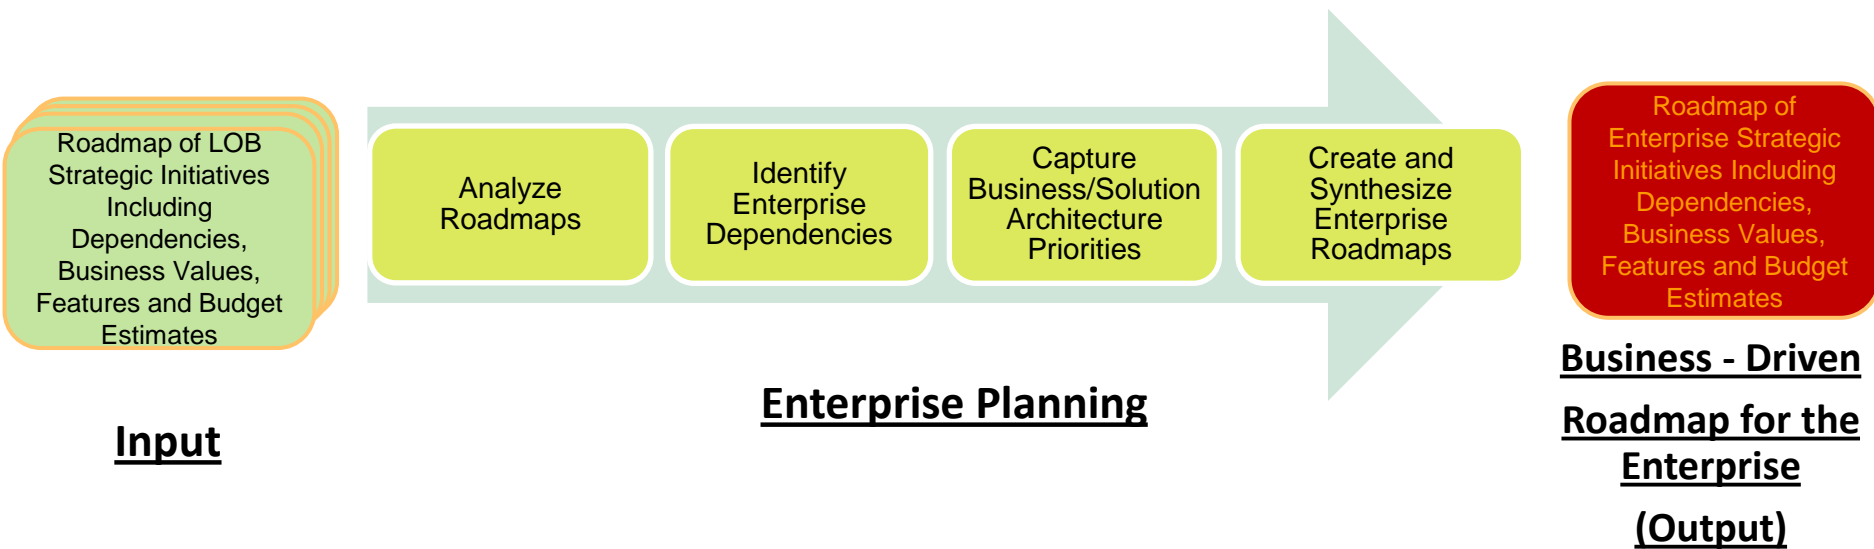 Roadmap of LOB
Strategic Initiatives
Including
Dependencies,
Business Values,
Features and Budget
Estimates
Input
Analyze
Roadmaps
Identify
Enterprise
Dependencies
Capture
Business/Solution
Architecture
Priorities
Create and
Synthesize
Enterprise
Roadmaps
Enterprise Planning
Roadmap of
Enterprise Strategic
Initiatives Including
Dependencies,
Business Values,
Features and Budget
Estimates
Business - Driven
Roadmap for the
Enterprise
(Output)